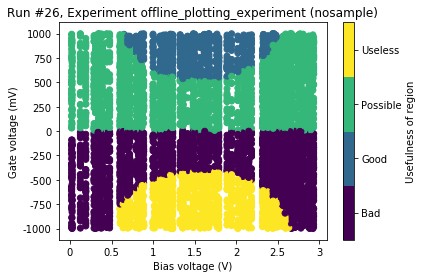 Run #26, Experiment offline_plotting_experiment (nosample)
1000
750
500
250
0
-250
-500
-750
-1000
Gate voltage (mV)
0
0.5
1
1.5
2
2.5
3
Bias voltage (V)
Useless
Possible
Good
Bad
Usefulness of region